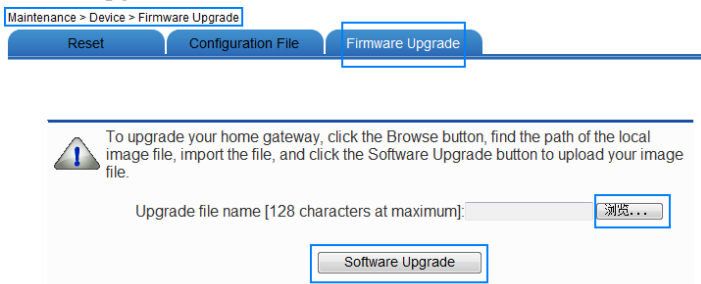 Maintenance > Device > Firmware Upgrade
Reset Configuration File Firmware Upgrade
To upgrade your home gateway, click the Browse button, find the path of the local
image file, import the file, and click the Software Upgrade button to upload your image
file.
Upgrade file name [128 characters at maximum]: 浏览...
Software Upgrade